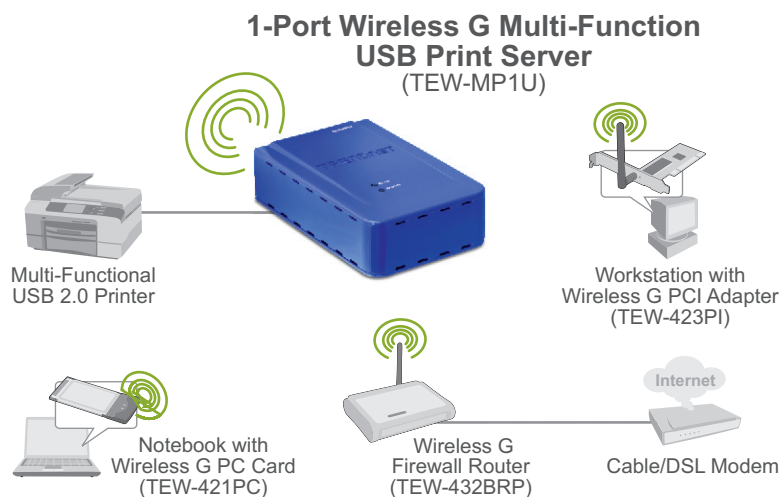 1-Port Wireless G Multi-Function
USB Print Server
(TEW-MP1U)
TRENDNET
Multi-Functional
USB 2.0 Printer
Workstation with
Wireless G PCI Adapter
(TEW-423PI)
Notebook with
Wireless G PC Card
(TEW-421PC)
Wireless G
Firewall Router
(TEW-432BRP)
Internet
Cable/DSL Modem